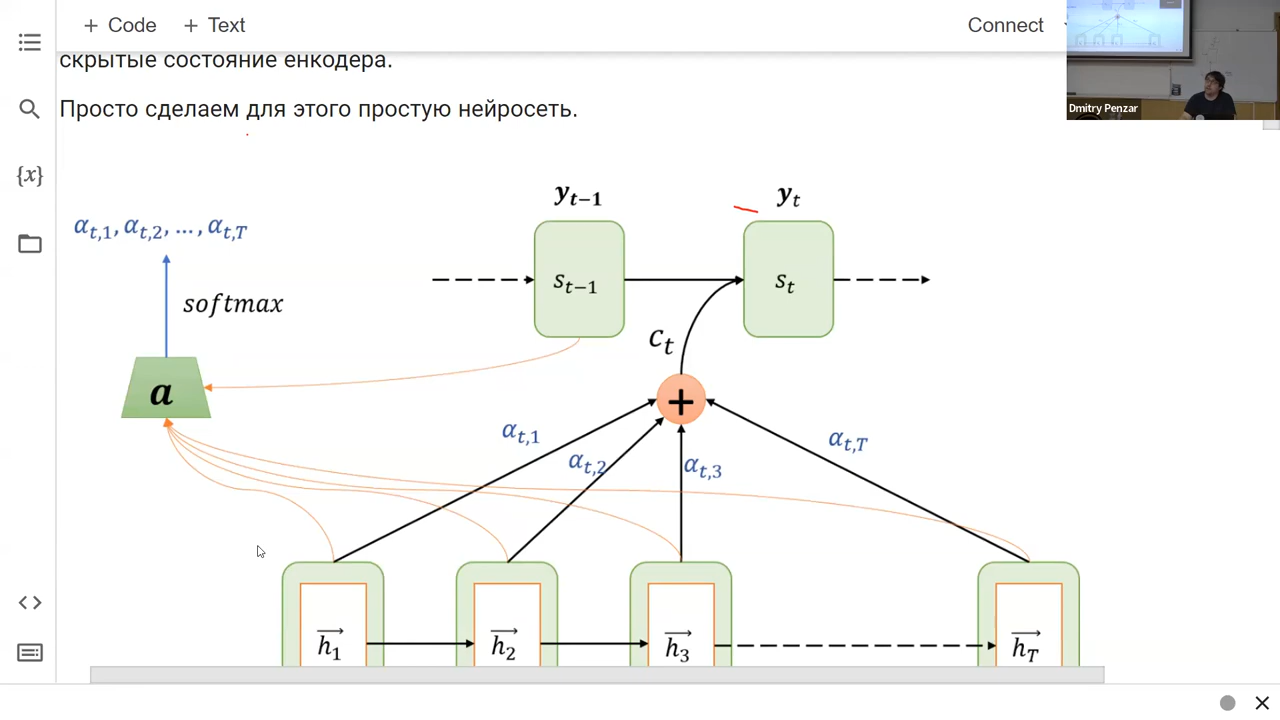 + Code + Text Connect
скрытые состояние енкодера.
Просто сделаем для этого простую нейросеть.
Dmitry Penzar
{x}
y_{t-1} y_t
α_{t,1}, α_{t,2}, ..., α_{t,T}
softmax
s_{t-1} s_t
c_t
a
+
α_{t,1} α_{t,2} α_{t,3} α_{t,T}
h_1 h_2 h_3 h_T